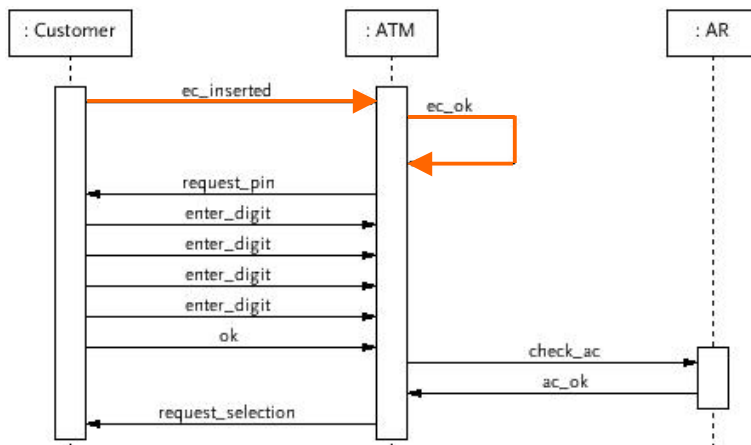 : Customer
: ATM
: AR
ec_inserted
ec_ok
request_pin
enter_digit
enter_digit
enter_digit
enter_digit
ok
check_ac
ac_ok
request_selection